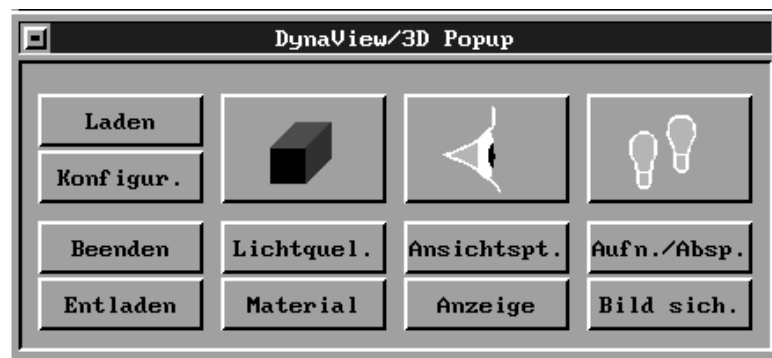 DynaView/3D Popup
Laden
Konfigur.
Beenden Lichtquel. Ansichtspt. Aufn./Absp.
Entladen Material Anzeige Bild sich.